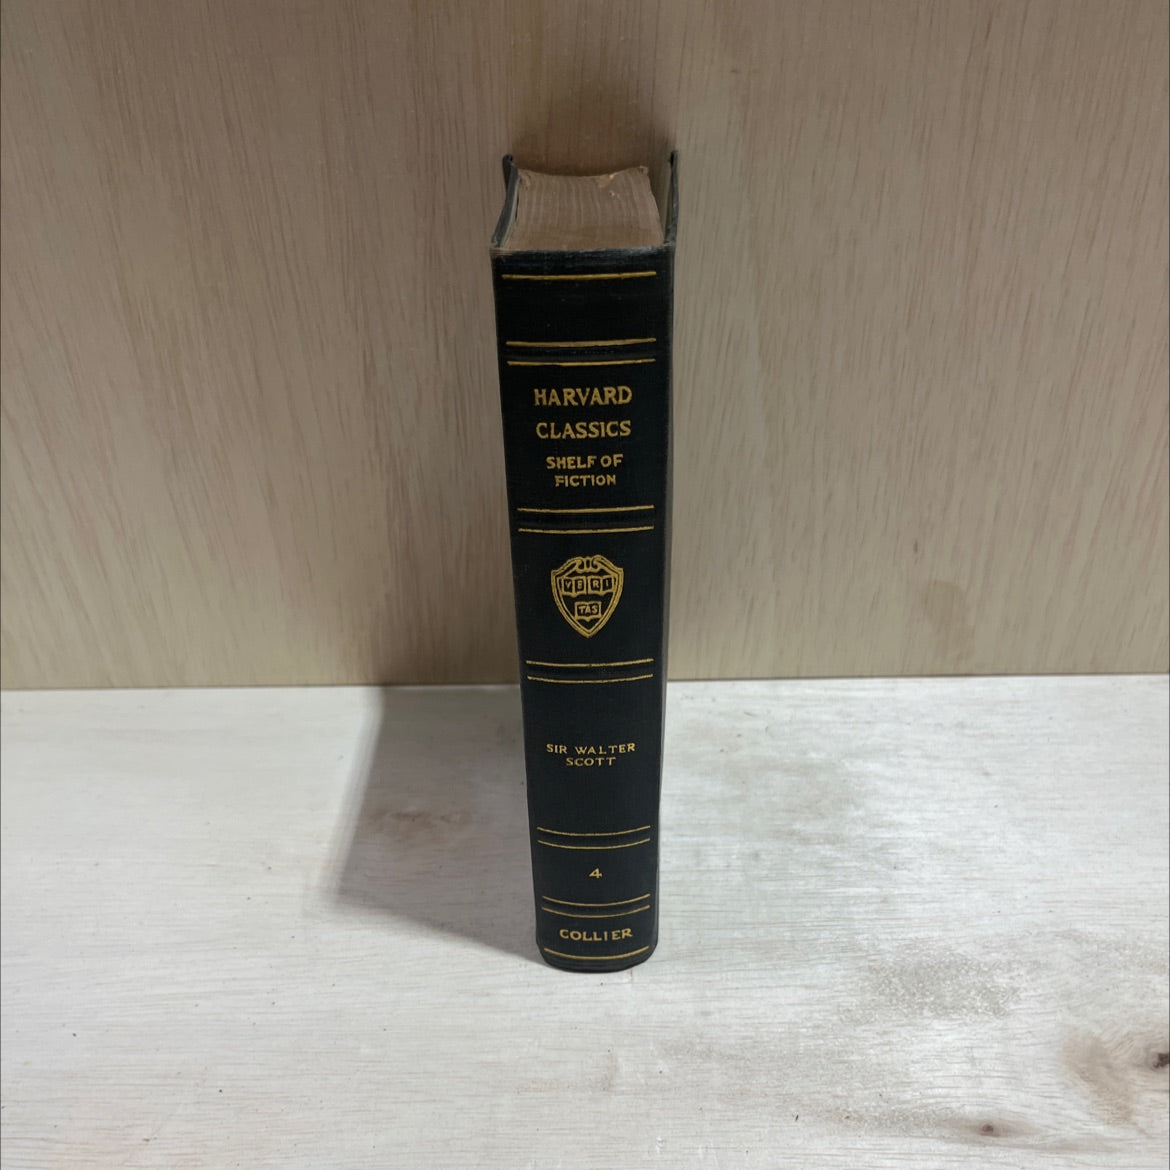 HARVARD
CLASSICS
SHELF OF
FICTION
VE RI
TAS
SIR WALTER
SCOTT
4
COLLIER